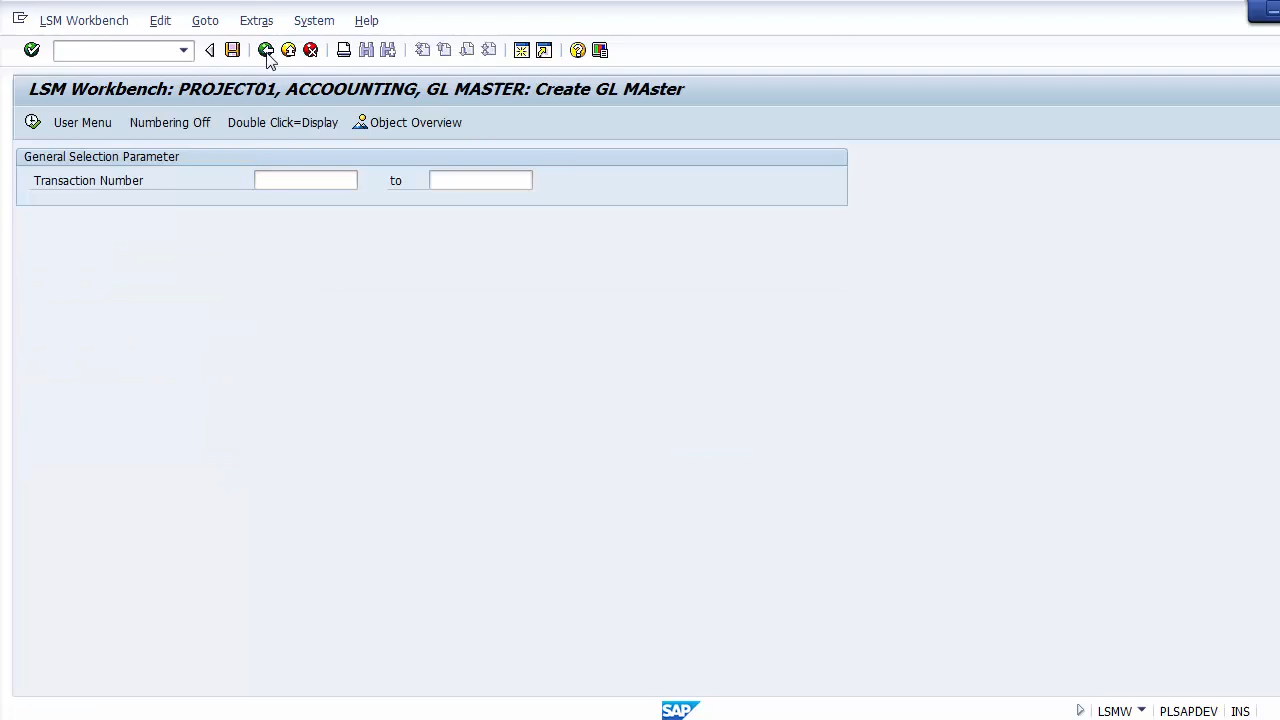 LSM Workbench Edit Goto Extras System Help
LSM Workbench: PROJECT01, ACCOOUNTING, GL MASTER: Create GL MAster
User Menu Numbering Off Double Click=Display Object Overview
General Selection Parameter
Transaction Number to
SAP LSMW PLSAPDEV INS